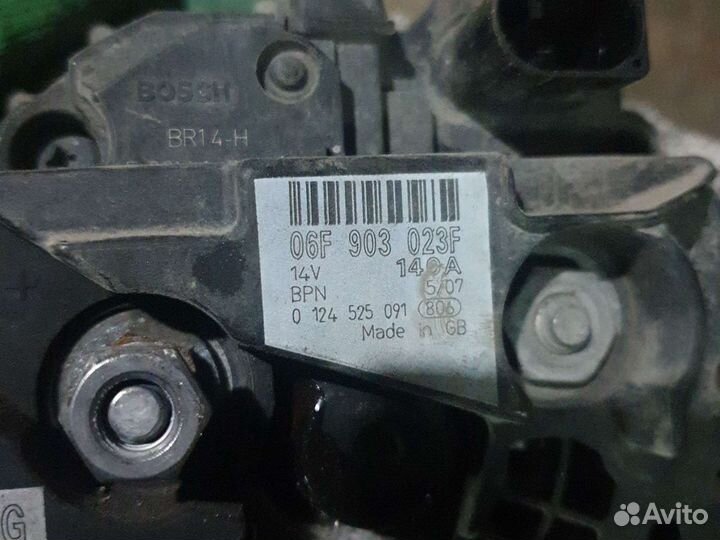 BOSCH
BR14-H
06F 903 023F
14V 140A
BPN 5/07
0 124 525 091 806
Made in GB
G
Avito